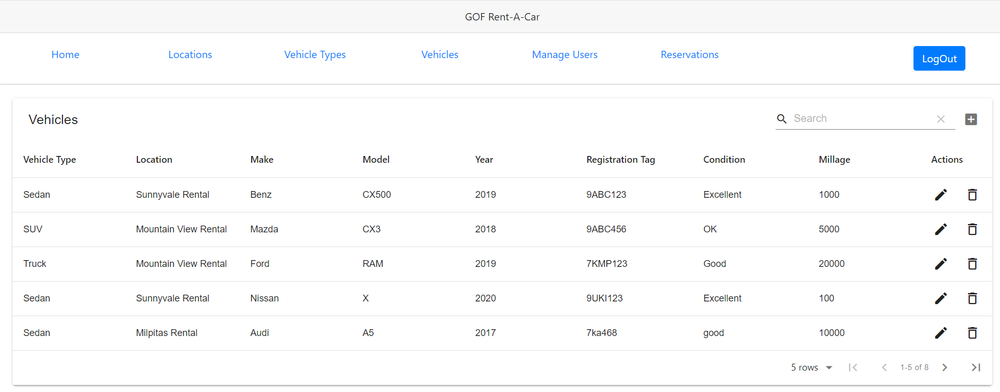 GOF Rent-A-Car
Home Locations Vehicle Types Vehicles Manage Users Reservations LogOut
Vehicles Search
Vehicle Type Location Make Model Year Registration Tag Condition Millage Actions
Sedan Sunnyvale Rental Benz CX500 2019 9ABC123 Excellent 1000
SUV Mountain View Rental Mazda CX3 2018 9ABC456 OK 5000
Truck Mountain View Rental Ford RAM 2019 7KMP123 Good 20000
Sedan Sunnyvale Rental Nissan X 2020 9UKI123 Excellent 100
Sedan Milpitas Rental Audi A5 2017 7ka468 good 10000
5 rows 1-5 of 8